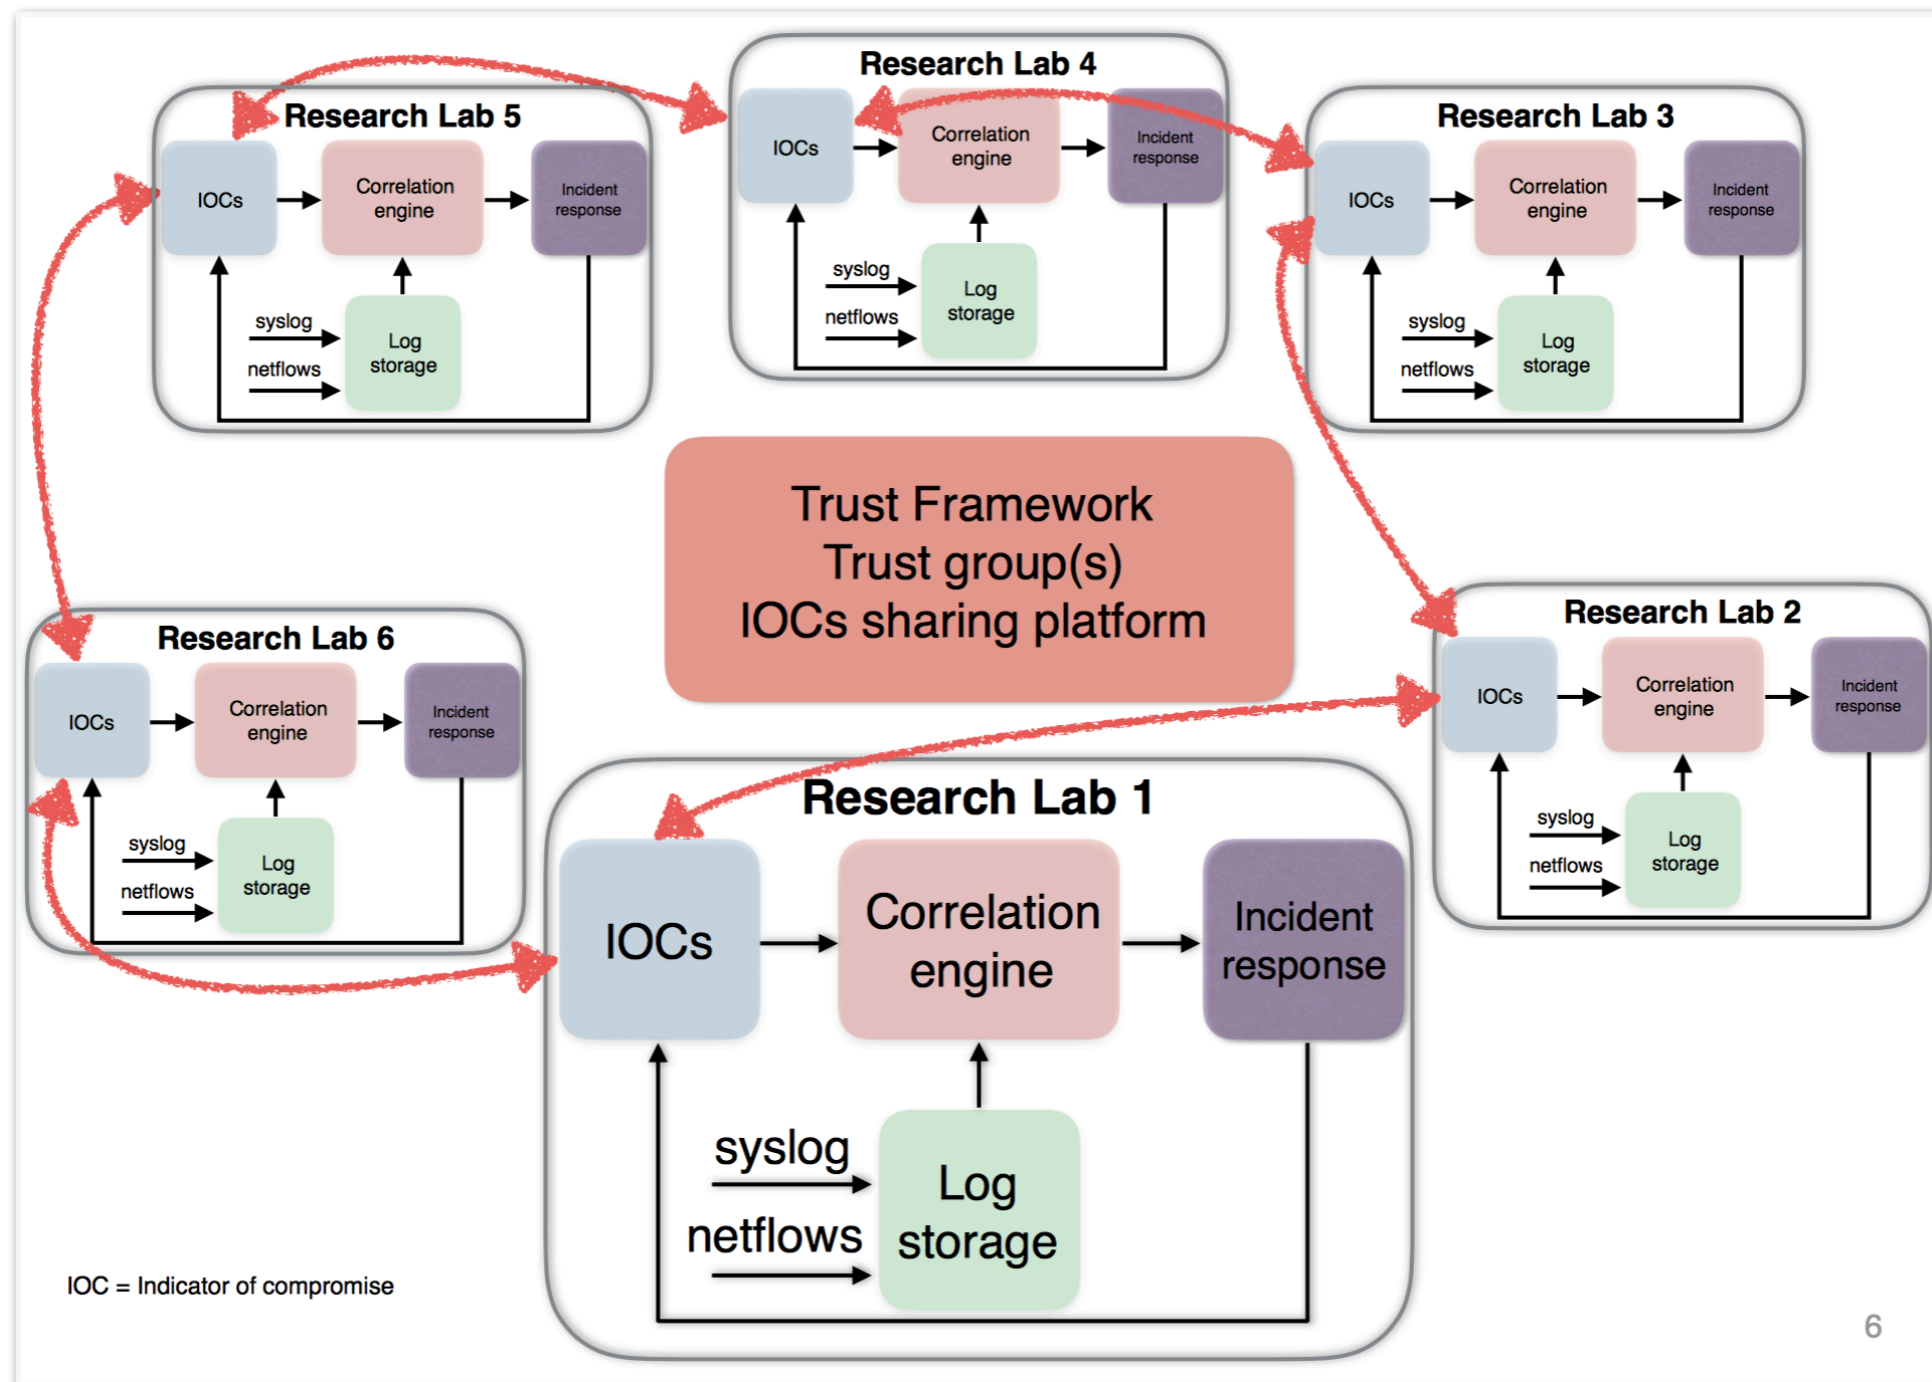 Research Lab 5
IOCs
Correlation
engine
Incident
response
syslog
netflows
Log
storage
Research Lab 4
IOCs
Correlation
engine
Incident
response
syslog
netflows
Log
storage
Research Lab 3
IOCs
Correlation
engine
Incident
response
syslog
netflows
Log
storage
Trust Framework
Trust group(s)
IOCs sharing platform
Research Lab 6
IOCs
Correlation
engine
Incident
response
syslog
netflows
Log
storage
Research Lab 2
IOCs
Correlation
engine
Incident
response
syslog
netflows
Log
storage
Research Lab 1
IOCs
Correlation
engine
Incident
response
syslog
netflows
Log
storage
IOC = Indicator of compromise
6